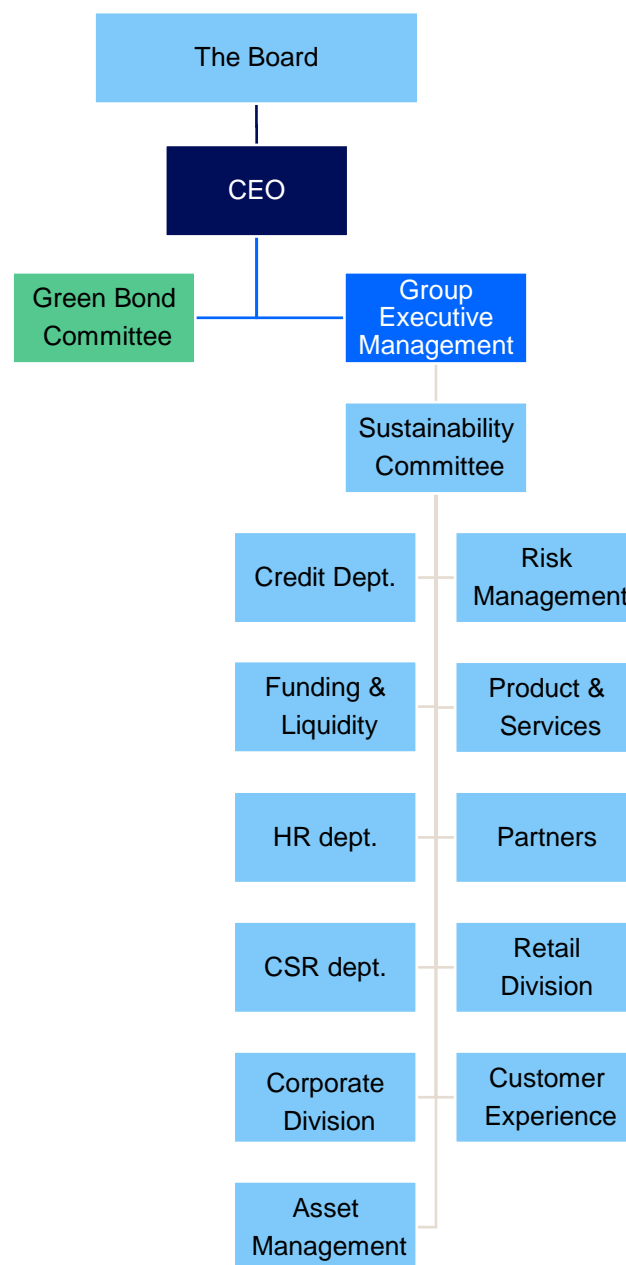 The Board
CEO
Green Bond
Committee
Group
Executive
Management
Sustainability
Committee
Credit Dept.
Risk
Management
Funding &
Liquidity
Product &
Services
HR dept.
Partners
CSR dept.
Retail
Division
Corporate
Division
Customer
Experience
Asset
Management